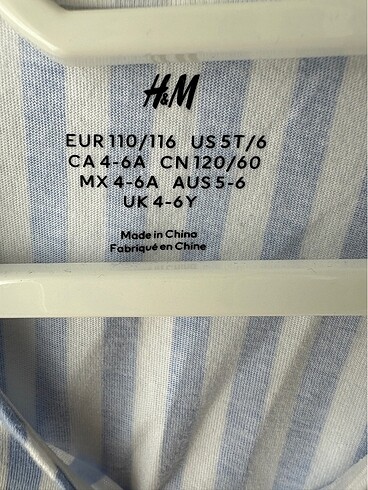 H&M
EUR 110/116 US 5T/6
CA 4-6A CN 120/60
MX 4-6A AUS 5-6
UK 4-6Y
Made in China
Fabriqué en Chine